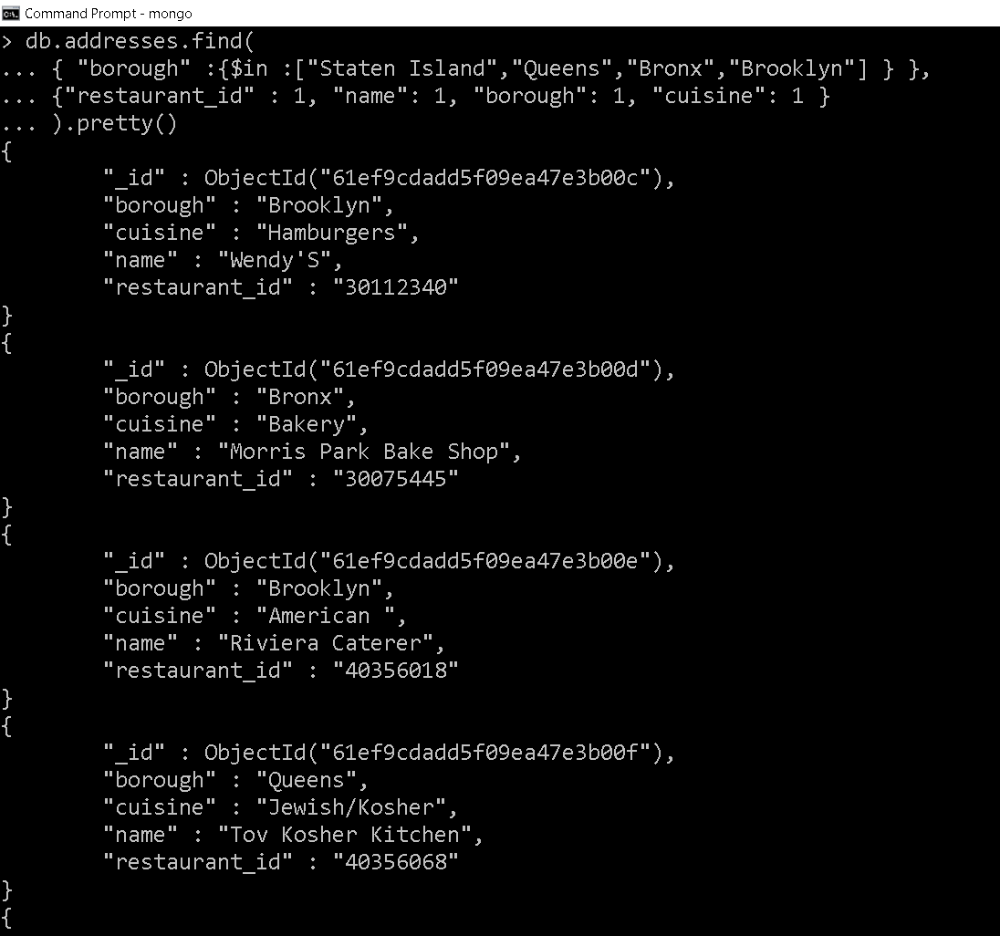 Command Prompt - mongo
> db.addresses.find(
... { "borough" :{$in :["Staten Island","Queens","Bronx","Brooklyn"] } },
... {"restaurant_id" : 1, "name": 1, "borough": 1, "cuisine": 1 }
... ).pretty()
{
"_id" : ObjectId("61ef9cdadd5f09ea47e3b00c"),
"borough" : "Brooklyn",
"cuisine" : "Hamburgers",
"name" : "Wendy'S",
"restaurant_id" : "30112340"
}
{
"_id" : ObjectId("61ef9cdadd5f09ea47e3b00d"),
"borough" : "Bronx",
"cuisine" : "Bakery",
"name" : "Morris Park Bake Shop",
"restaurant_id" : "30075445"
}
{
"_id" : ObjectId("61ef9cdadd5f09ea47e3b00e"),
"borough" : "Brooklyn",
"cuisine" : "American ",
"name" : "Riviera Caterer",
"restaurant_id" : "40356018"
}
{
"_id" : ObjectId("61ef9cdadd5f09ea47e3b00f"),
"borough" : "Queens",
"cuisine" : "Jewish/Kosher",
"name" : "Tov Kosher Kitchen",
"restaurant_id" : "40356068"
}
{